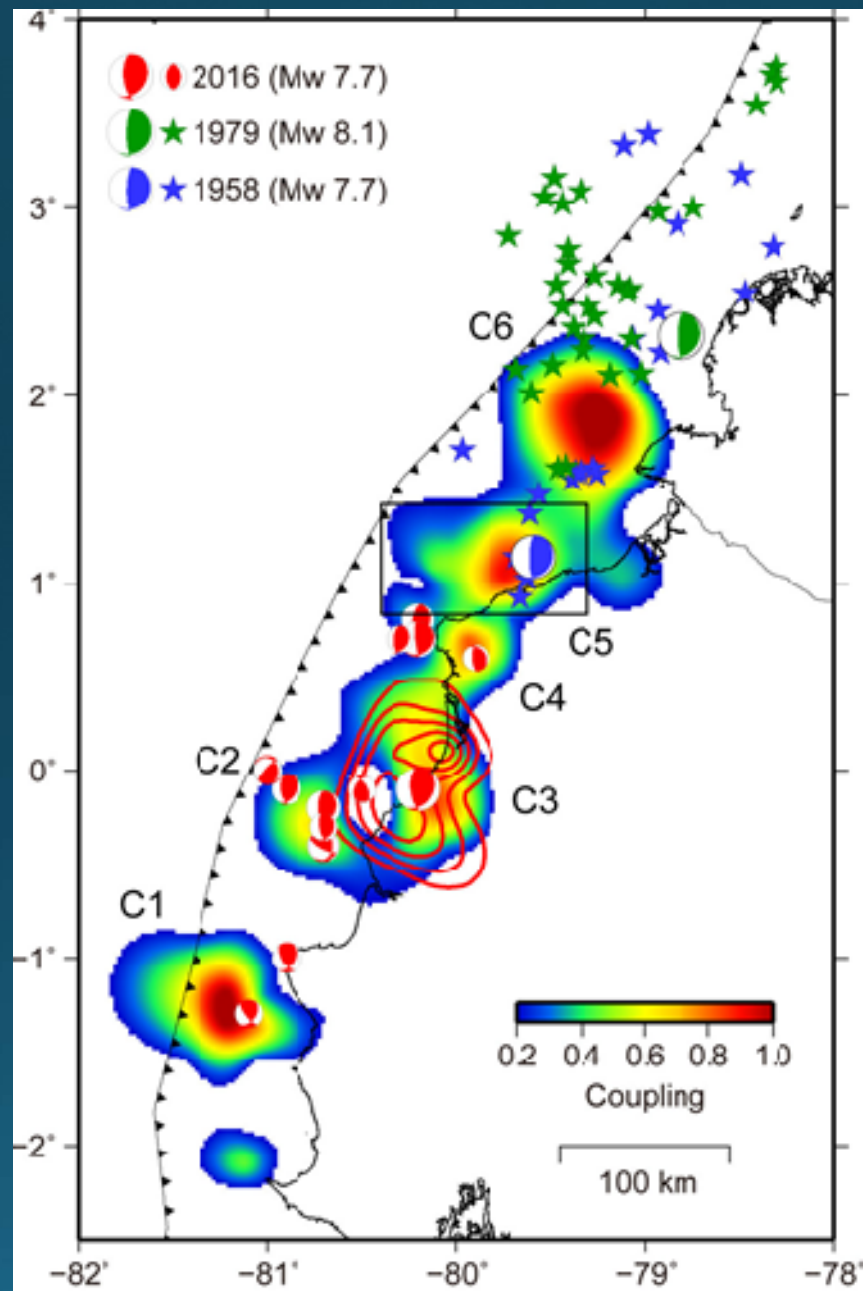 4°
2016 (Mw 7.7)
1979 (Mw 8.1)
1958 (Mw 7.7)
3°
C6
2°
1°
C5
C4
C2
0°
C3
C1
−1°
0.2 0.4 0.6 0.8 1.0
Coupling
−2°
100 km
−82 −81 −80 −79 −78